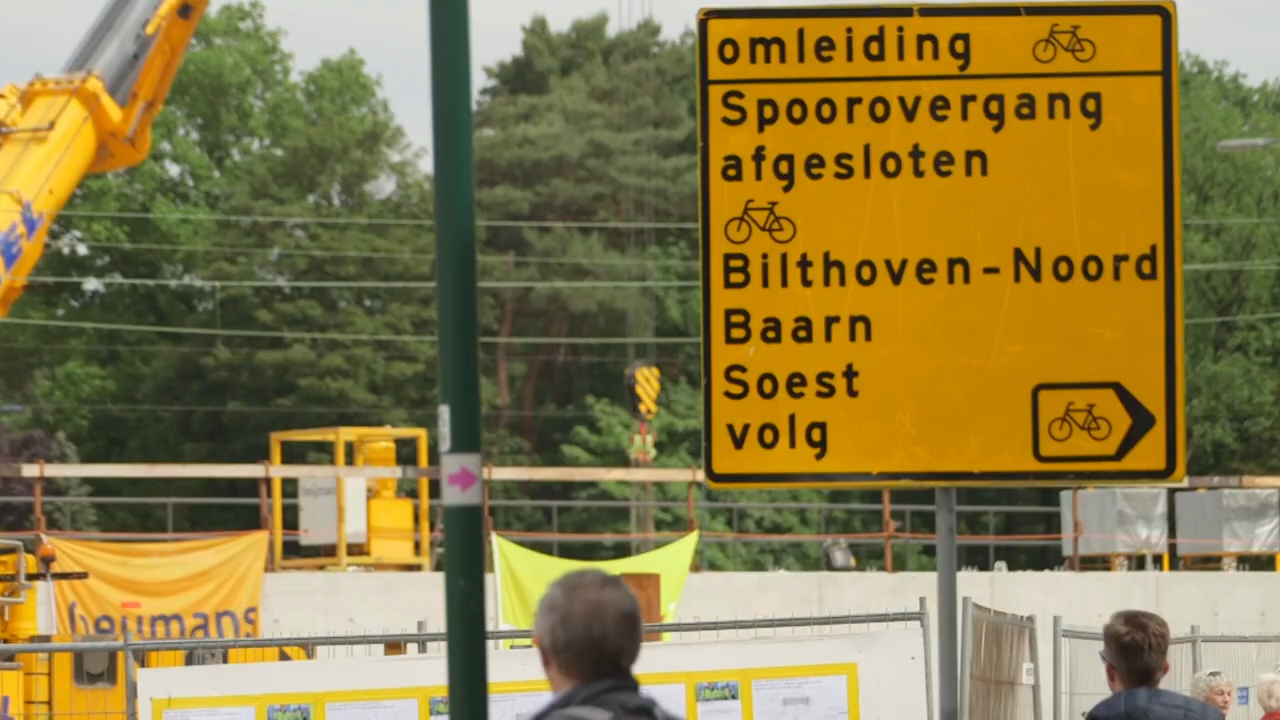 omleiding
Spoorovergang
afgesloten
Bilthoven-Noord
Baarn
Soest
volg
heijmans